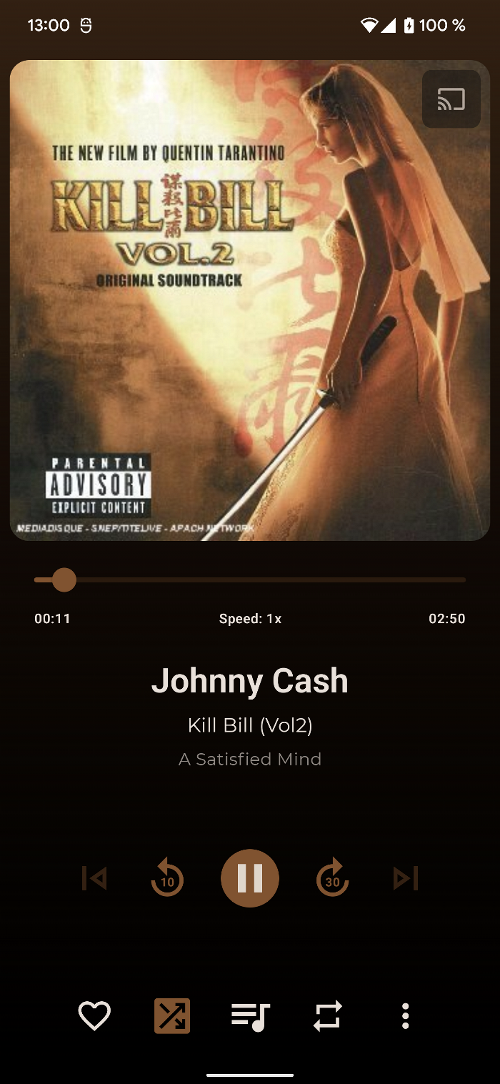 13:00
100 %
THE NEW FILM BY QUENTIN TARANTINO
KILL BILL
VOL.2
ORIGINAL SOUNDTRACK
PARENTAL
ADVISORY
EXPLICIT CONTENT
00:11
Speed: 1x
02:50
Johnny Cash
Kill Bill (Vol2)
A Satisfied Mind
10
30